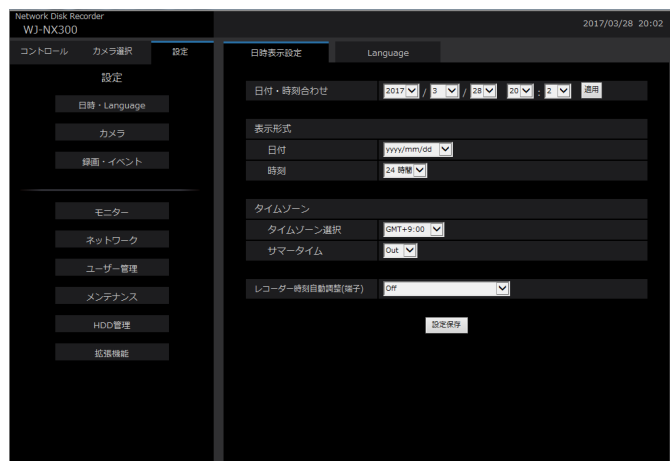 Network Disk Recorder
WJ-NX300
2017/03/28 20:02
コントロール カメラ選択 設定
設定
日時・Language
カメラ
録画・イベント
モニター
ネットワーク
ユーザー管理
メンテナンス
HDD管理
拡張機能
日時表示設定 Language
日付・時刻合わせ 2017 / 3 / 28 20 : 2 適用
表示形式
日付 yyyy/mm/dd
時刻 24 時間
タイムゾーン
タイムゾーン選択 GMT+9:00
サマータイム Out
レコーダー時刻自動調整(端子) Off
設定保存